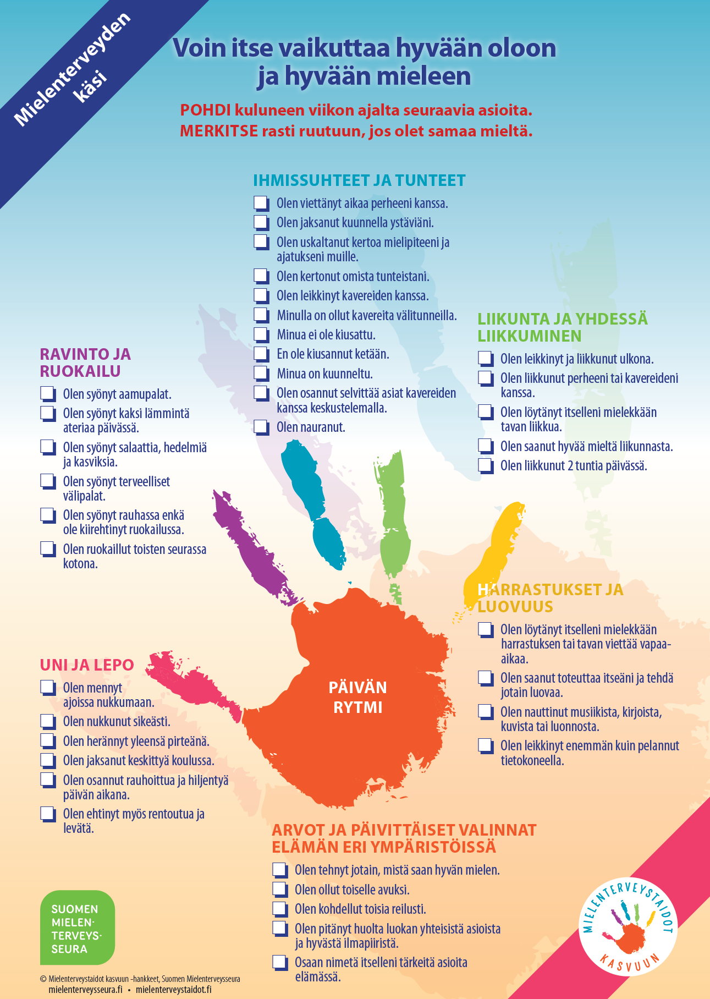 Mielenterveyden
käsi
Voin itse vaikuttaa hyvään oloon
ja hyvään mieleen
POHDI kuluneen viikon ajalta seuraavia asioita.
MERKITSE rasti ruutuun, jos olet samaa mieltä.
IHMISSUHTEET JA TUNTEET
Olen viettänyt aikaa perheeni kanssa.
Olen jaksanut kuunnella ystäviäni.
Olen uskaltanut kertoa mielipiteeni ja
ajatukseni muille.
Olen kertonut omista tunteistani.
Olen leikkinyt kavereiden kanssa.
Minulla on ollut kavereita välitunneilla.
Minua ei ole kiusattu.
En ole kiusannut ketään.
Minua on kuunneltu.
Olen osannut selvittää asiat kavereiden
kanssa keskustelemalla.
Olen nauranut.
LIIKUNTA JA YHDESSÄ
LIIKKUMINEN
Olen leikkinyt ja liikkunut ulkona.
Olen liikkunut perheeni tai kavereideni
kanssa.
Olen löytänyt itselleni mielekkään
tavan liikkua.
Olen saanut hyvää mieltä liikunnasta.
Olen liikkunut 2 tuntia päivässä.
RAVINTO JA
RUOKAILU
Olen syönyt aamupalat.
Olen syönyt kaksi lämmintä
ateriaa päivässä.
Olen syönyt salaattia, hedelmiä
ja kasviksia.
Olen syönyt terveelliset
välipalat.
Olen syönyt rauhassa enkä
ole kiirehtinyt ruokailussa.
Olen ruokaillut toisten seurassa
kotona.
HARRASTUKSET JA
LUOVUUS
Olen löytänyt itselleni mielekkään
harrastuksen tai tavan viettää vapaa-
aikaa.
Olen saanut toteuttaa itseäni ja tehdä
jotain luovaa.
Olen nauttinut musiikista, kirjoista,
kuvista tai luonnosta.
Olen leikkinyt enemmän kuin pelannut
tietokoneella.
UNI JA LEPO
Olen mennyt
ajoissa nukkumaan.
Olen nukkunut sikeästi.
Olen herännyt yleensä pirteänä.
Olen jaksanut keskittyä koulussa.
Olen osannut rauhoittua ja hiljentyä
päivän aikana.
Olen ehtinyt myös rentoutua ja
levätä.
PÄIVÄN
RYTMI
ARVOT JA PÄIVITTÄISET VALINNAT
ELÄMÄN ERI YMPÄRISTÖISSÄ
Olen tehnyt jotain, mistä saan hyvän mielen.
Olen ollut toiselle avuksi.
Olen kohdellut toisia reilusti.
Olen pitänyt huolta luokan yhteisistä asioista
ja hyvästä ilmapiiristä.
Osaan nimetä itselleni tärkeitä asioita
elämässä.
SUOMEN
MIELEN-
TERVEYS-
SEURA
© Mielenterveystaidot kasvuun -hankkeet, Suomen Mielenterveysseura
mielenterveysseura.fi • mielenterveystaidot.fi
MIELENTERVEYSTAIDOT
KASVUUN